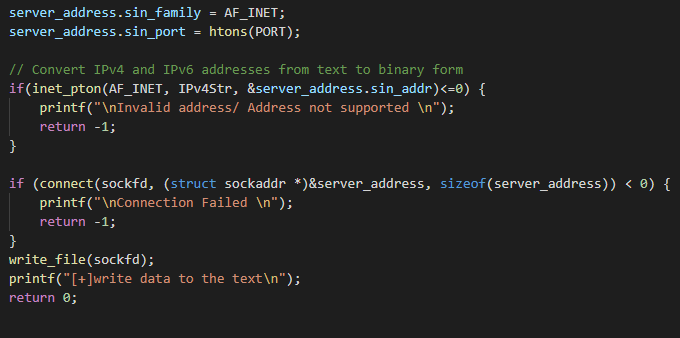 server_address.sin_family = AF_INET;
server_address.sin_port = htons(PORT);
// Convert IPv4 and IPv6 addresses from text to binary form
if(inet_pton(AF_INET, IPv4Str, &server_address.sin_addr)<=0) {
printf("\nInvalid address/ Address not supported \n");
return -1;
}
if (connect(sockfd, (struct sockaddr *)&server_address, sizeof(server_address)) < 0) {
printf("\nConnection Failed \n");
return -1;
}
write_file(sockfd);
printf("[+]write data to the text\n");
return 0;